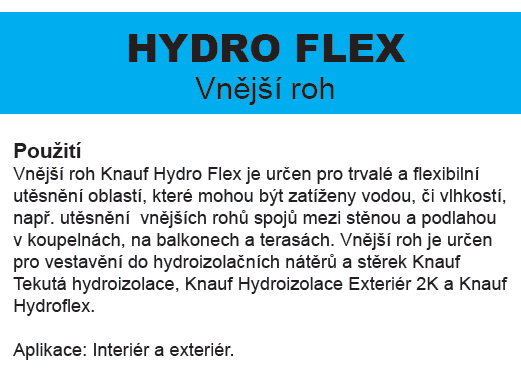 HYDRO FLEX
Vnější roh
Použití
Vnější roh Knauf Hydro Flex je určen pro trvalé a flexibilní
utěsnění oblastí, které mohou být zatíženy vodou, či vlhkostí,
např. utěsnění  vnějších rohů spojů mezi stěnou a podlahou
v koupelnách, na balkonech a terasách. Vnější roh je určen
pro vestavění do hydroizolačních nátěrů a stěrek Knauf
Tekutá hydroizolace, Knauf Hydroizolace Exteriér 2K a Knauf
Hydroflex.
Aplikace: Interiér a exteriér.